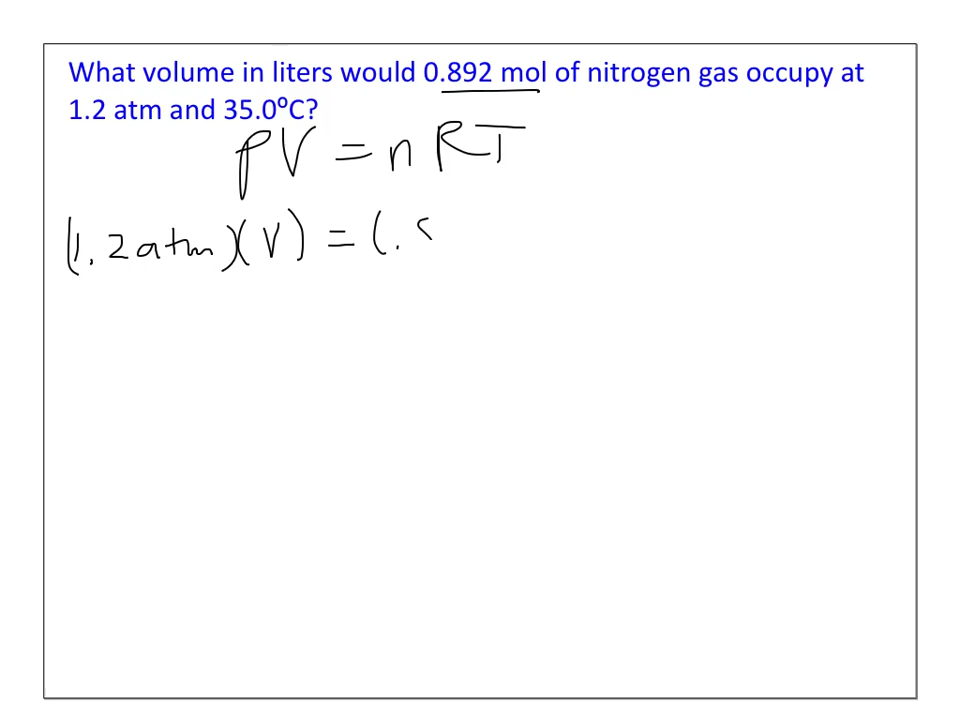 What volume in liters would 0.892 mol of nitrogen gas occupy at
1.2 atm and 35.0⁰C?
PV = nRT
(1.2 atm)(V) = (.